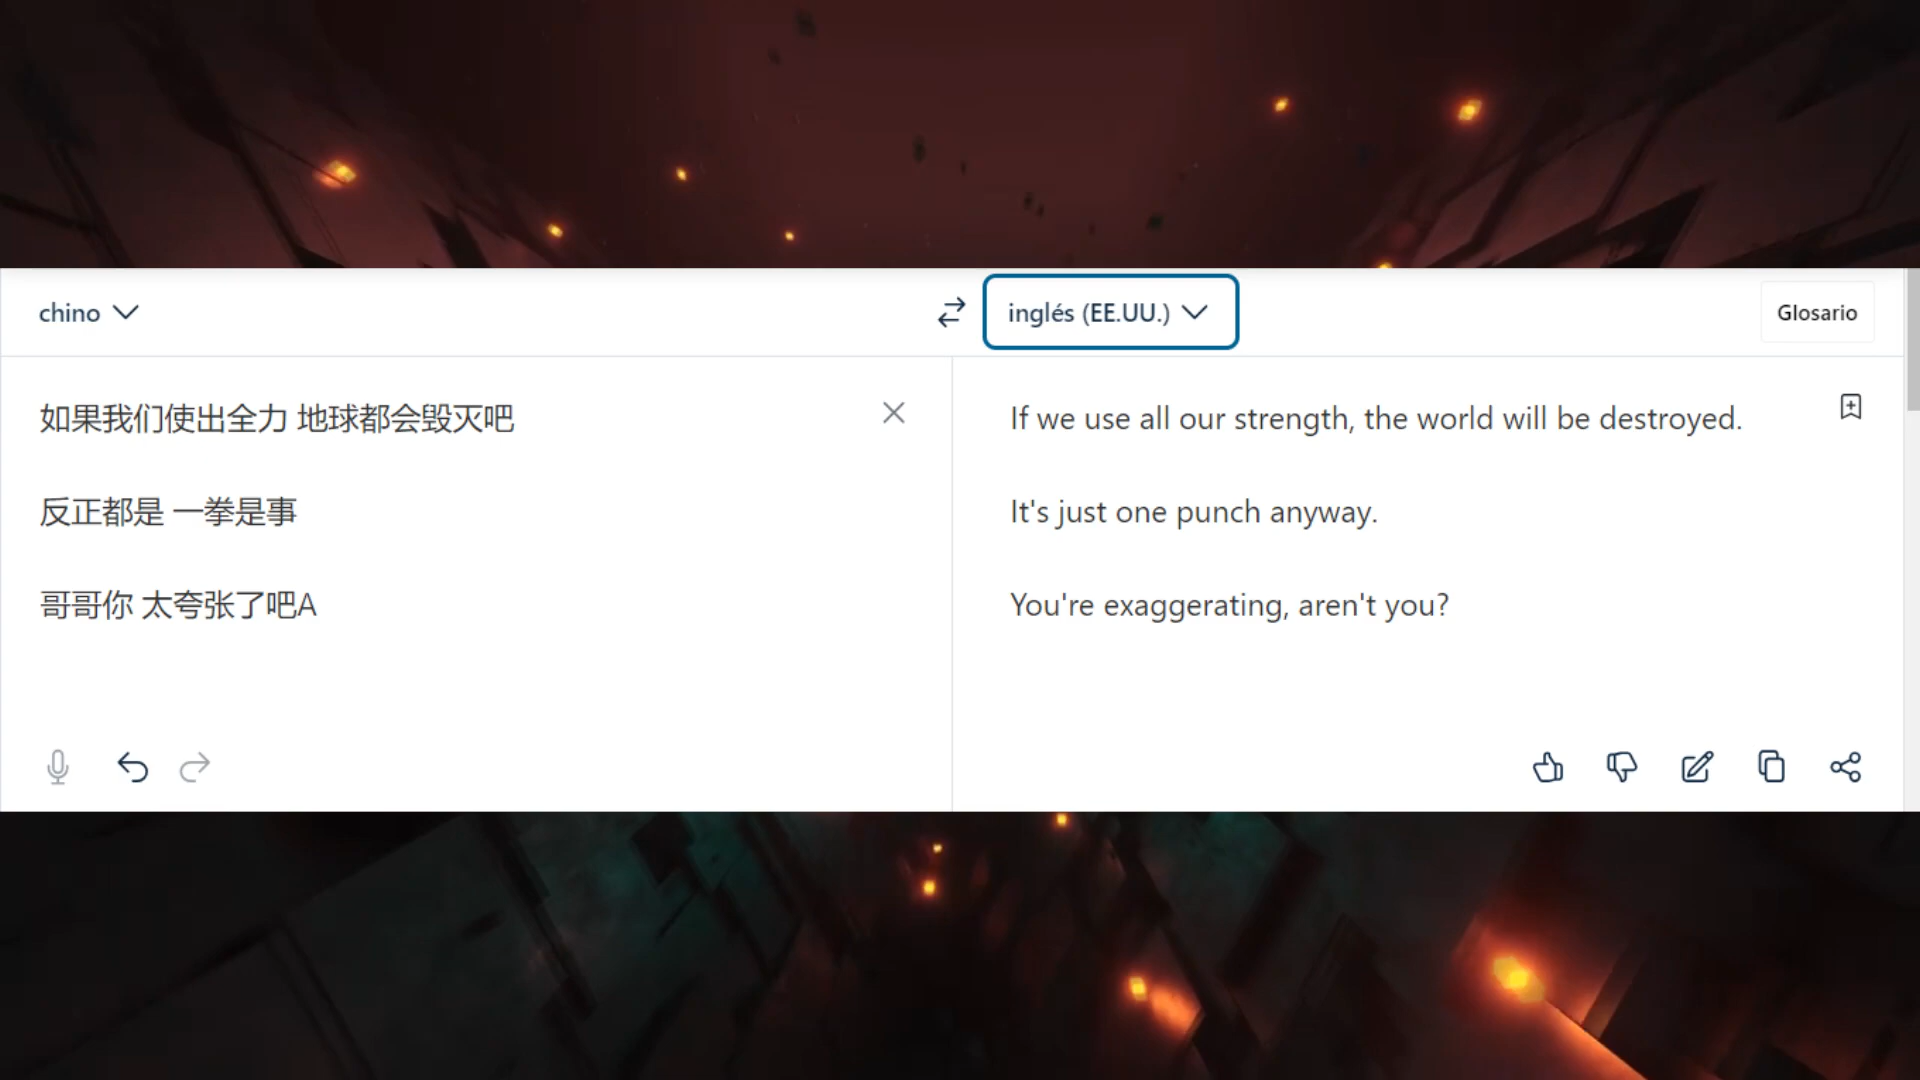 chino
inglés (EE.UU.)
Glosario
如果我们使出全力 地球都会毁灭吧
If we use all our strength, the world will be destroyed.
反正都是 一拳是事
It's just one punch anyway.
哥哥你 太夸张了吧A
You're exaggerating, aren't you?